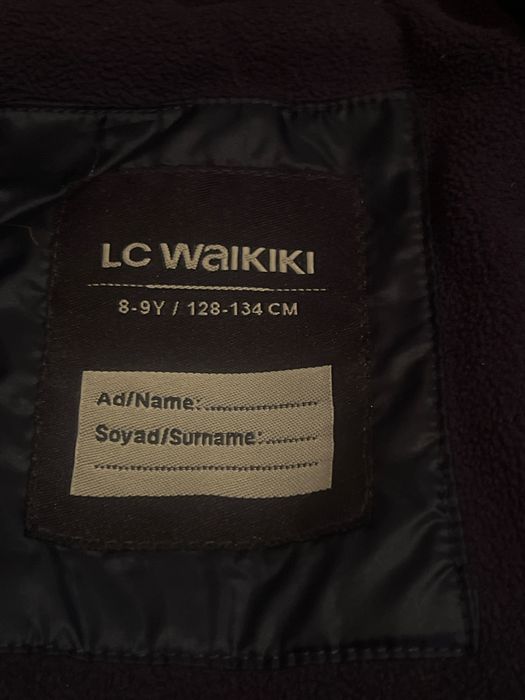 LC WAIKIKI
8-9Y / 128-134 CM
Ad/Name:....................
Soyad/Surname:..........
........................................